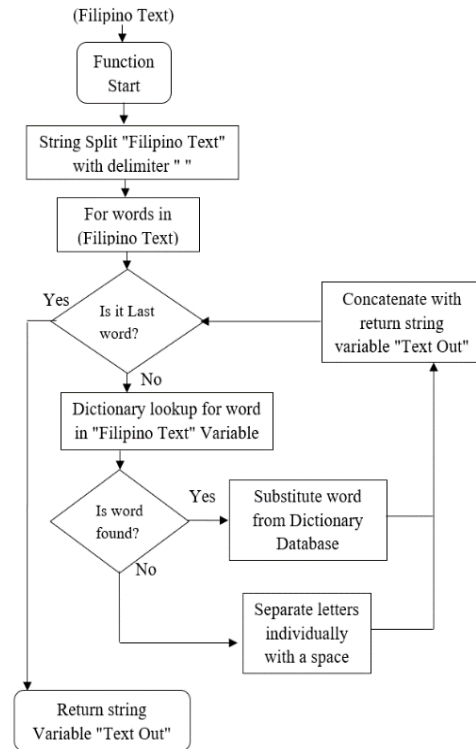 (Filipino Text)
Function
Start
String Split "Filipino Text"
with delimiter " "
For words in
(Filipino Text)
Yes
Is it Last
word?
Concatenate with
return string
variable "Text Out"
No
Dictionary lookup for word
in "Filipino Text" Variable
Is word
found?
Yes
Substitute word
from Dictionary
Database
No
Separate letters
individually
with a space
Return string
Variable "Text Out"